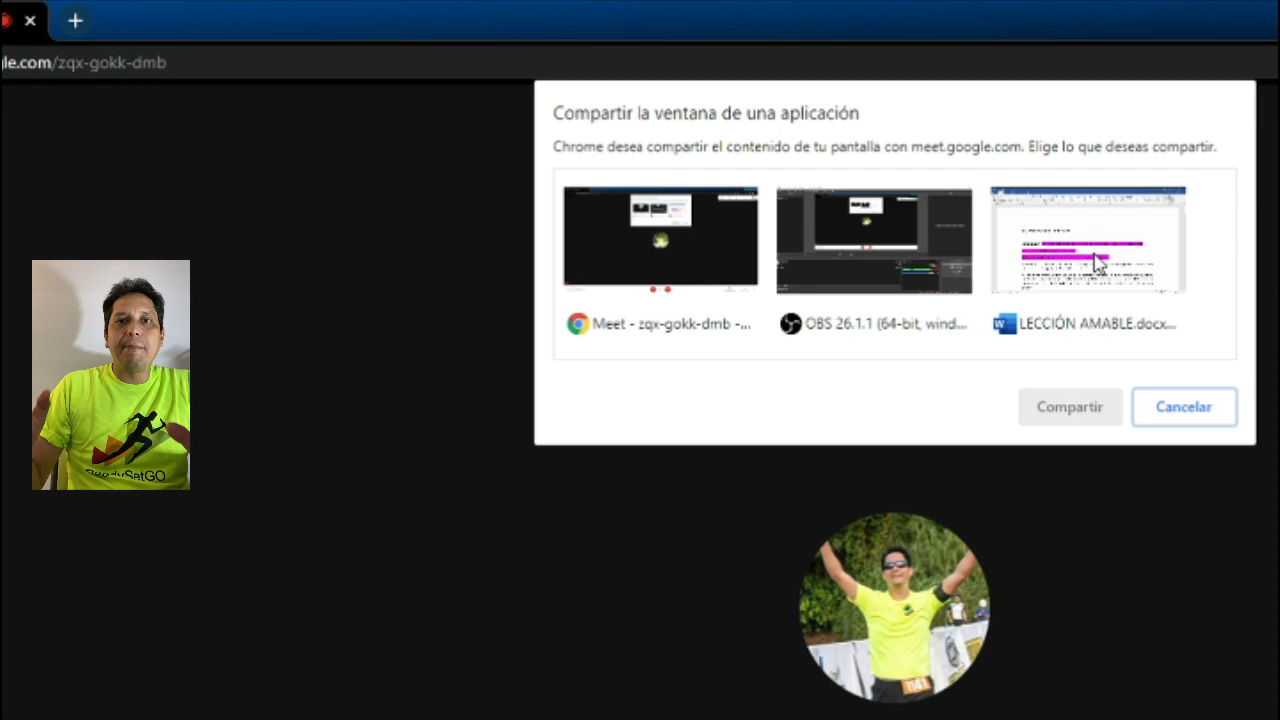 le.com/zqx-gokk-dmb
Compartir la ventana de una aplicación
Chrome desea compartir el contenido de tu pantalla con meet.google.com. Elige lo que deseas compartir.
Meet - zqx-gokk-dmb -...
OBS 26.1.1 (64-bit, wind...
LECCIÓN AMABLE.docx...
Compartir
Cancelar
ReadySetGO
1141